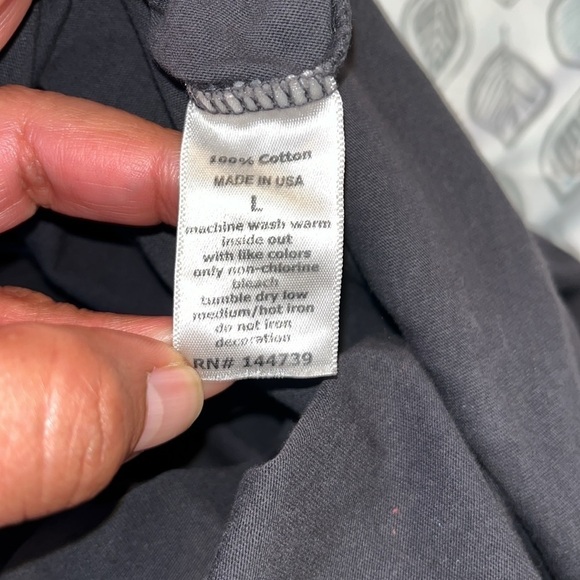 100% Cotton
MADE IN USA
L
machine wash warm
inside out
with like colors
only non-chlorine
bleach
tumble dry low
medium/hot iron
do not iron
decoration
RN# 144739